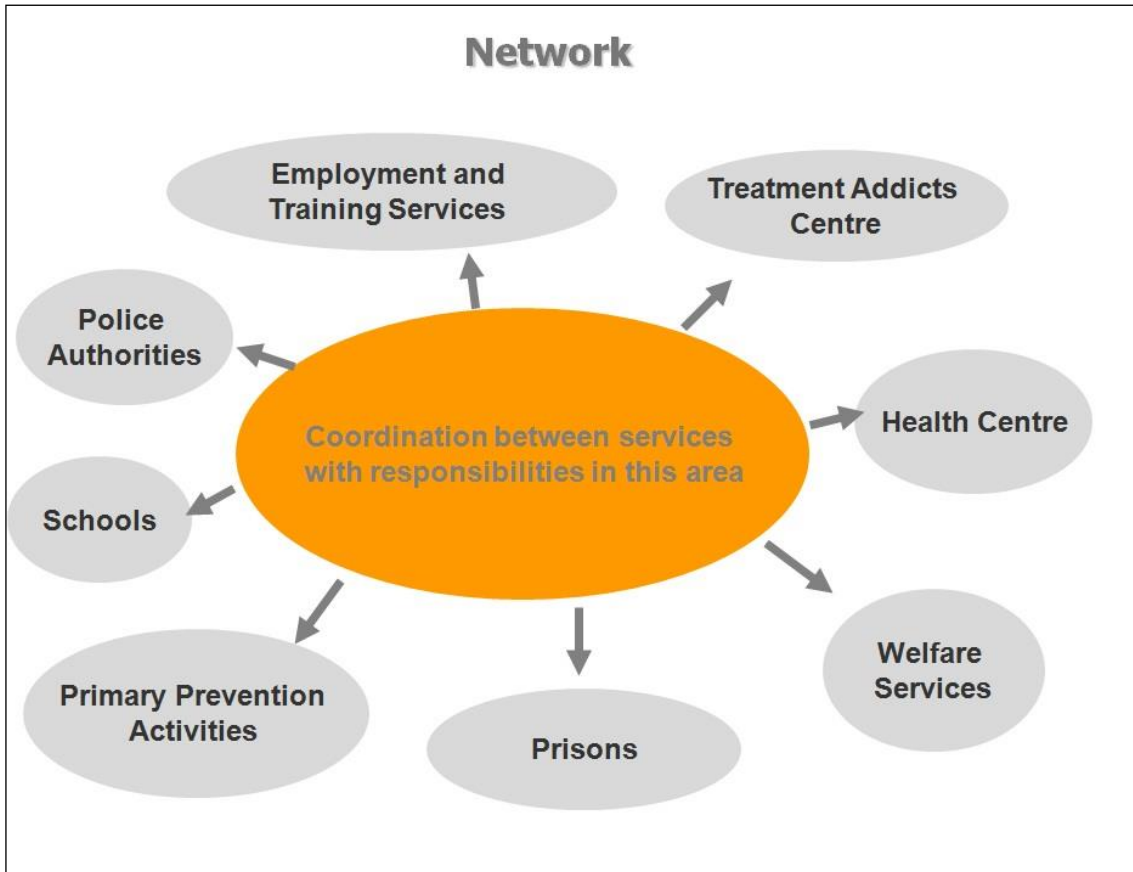 Network
Employment and
Training Services
Treatment Addicts
Centre
Police
Authorities
Health Centre
Coordination between services
with responsibilities in this area
Schools
Welfare
Services
Primary Prevention
Activities
Prisons